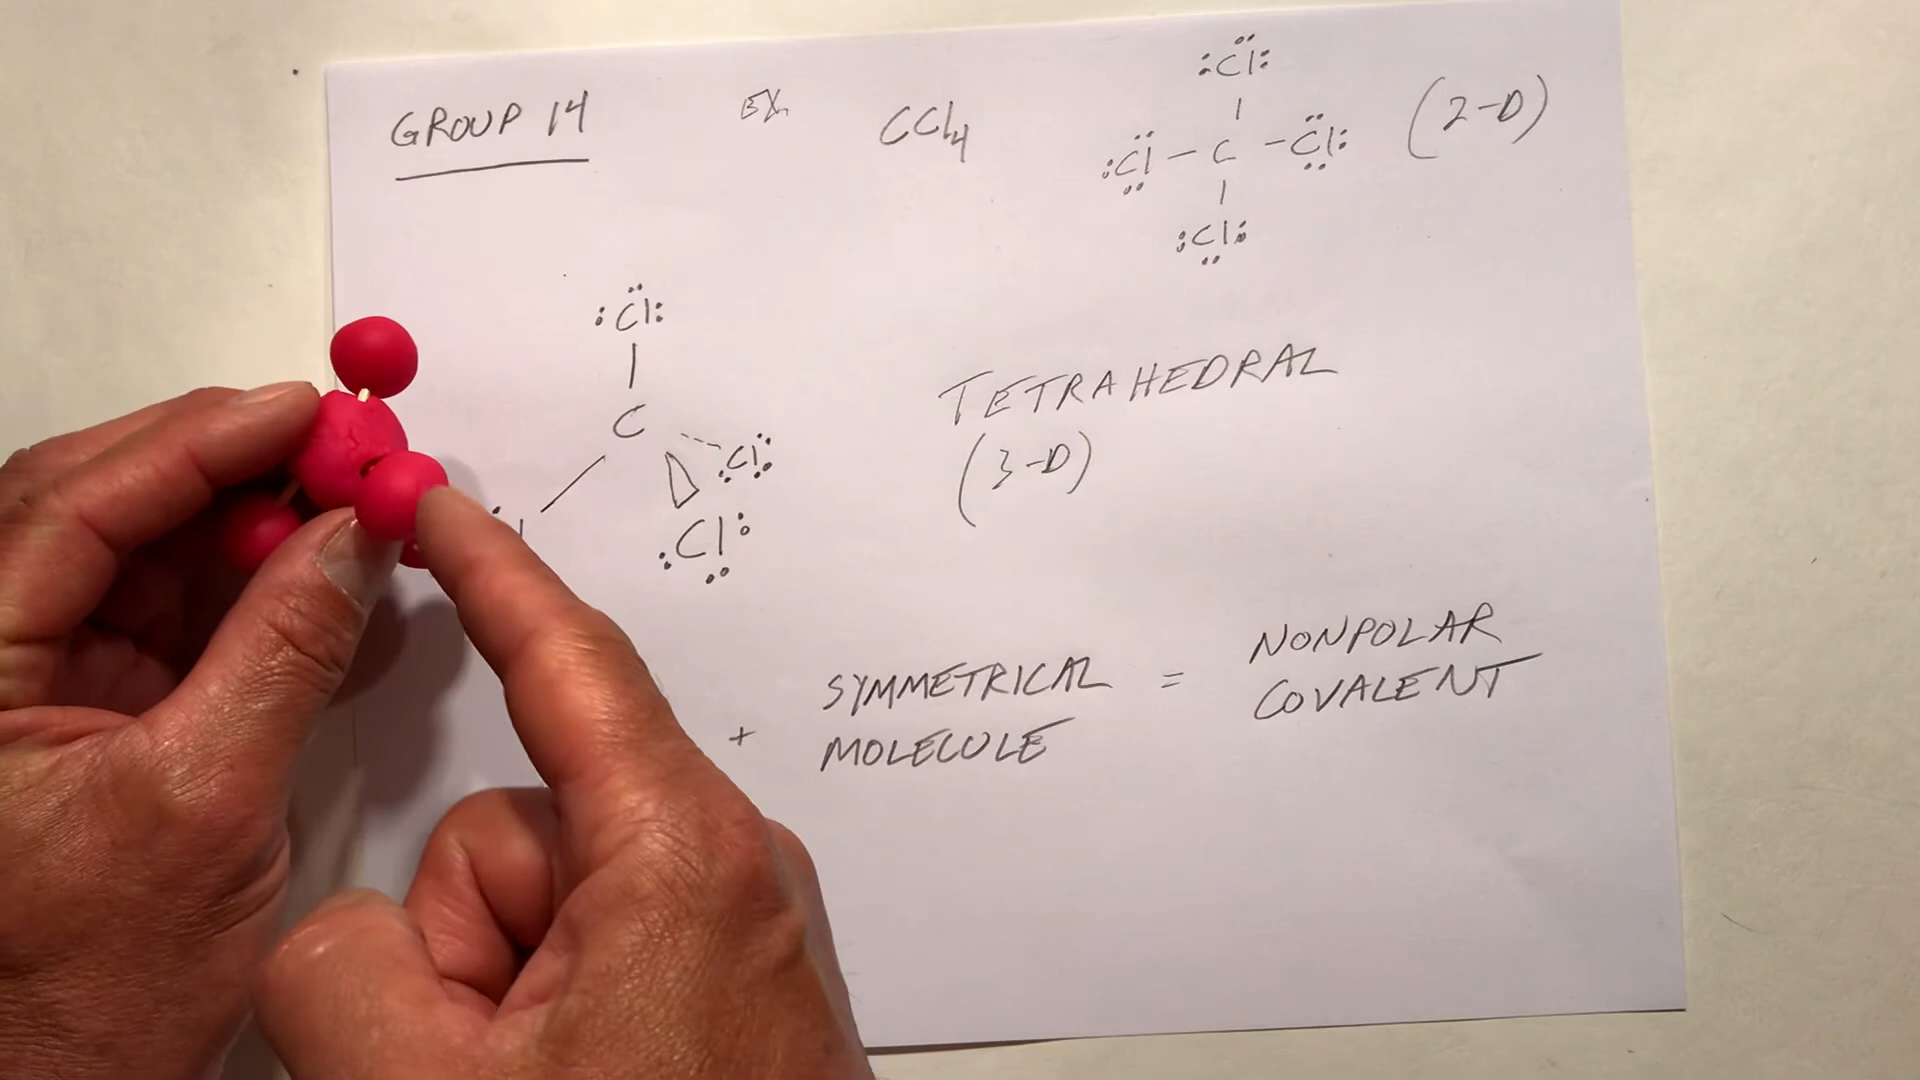 GROUP 14 EX. CCl4
Cl
Cl - C - Cl (2-D)
Cl
Cl
C
Cl
Cl
TETRAHEDRAL
(3-D)
+ SYMMETRICAL MOLECULE = NONPOLAR COVALENT